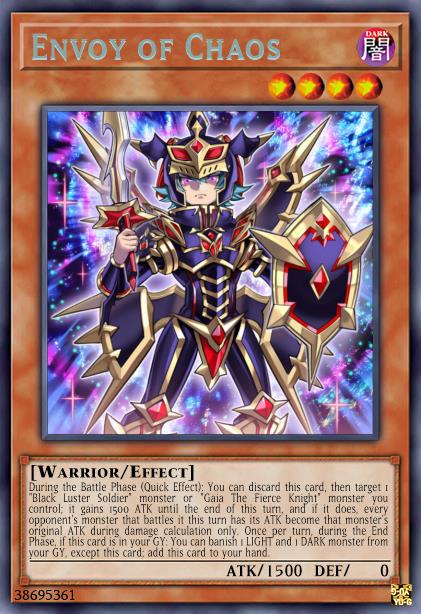 Envoy of Chaos
DARK
闇
[Warrior/Effect]
During the Battle Phase (Quick Effect): You can discard this card, then target 1
"Black Luster Soldier" monster or "Gaia The Fierce Knight" monster you
control; it gains 1500 ATK until the end of this turn, and if it does, every
opponent's monster that battles it this turn has its ATK become that monster's
original ATK during damage calculation only. Once per turn, during the End
Phase, if this card is in your GY: You can banish 1 LIGHT and 1 DARK monster from
your GY, except this card; add this card to your hand.
ATK/1500 DEF/ 0
38695361